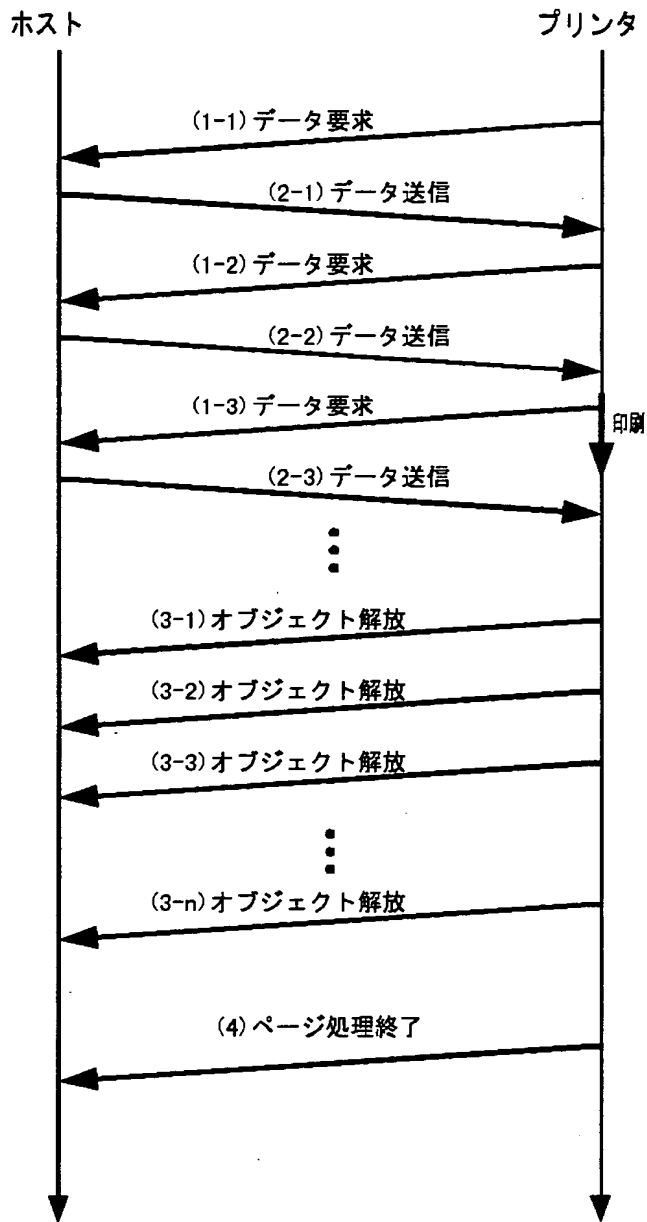 ホスト
プリンタ
(1-1)データ要求
(2-1)データ送信
(1-2)データ要求
(2-2)データ送信
(1-3)データ要求
印刷
(2-3)データ送信
(3-1)オブジェクト解放
(3-2)オブジェクト解放
(3-3)オブジェクト解放
(3-n)オブジェクト解放
(4)ページ処理終了